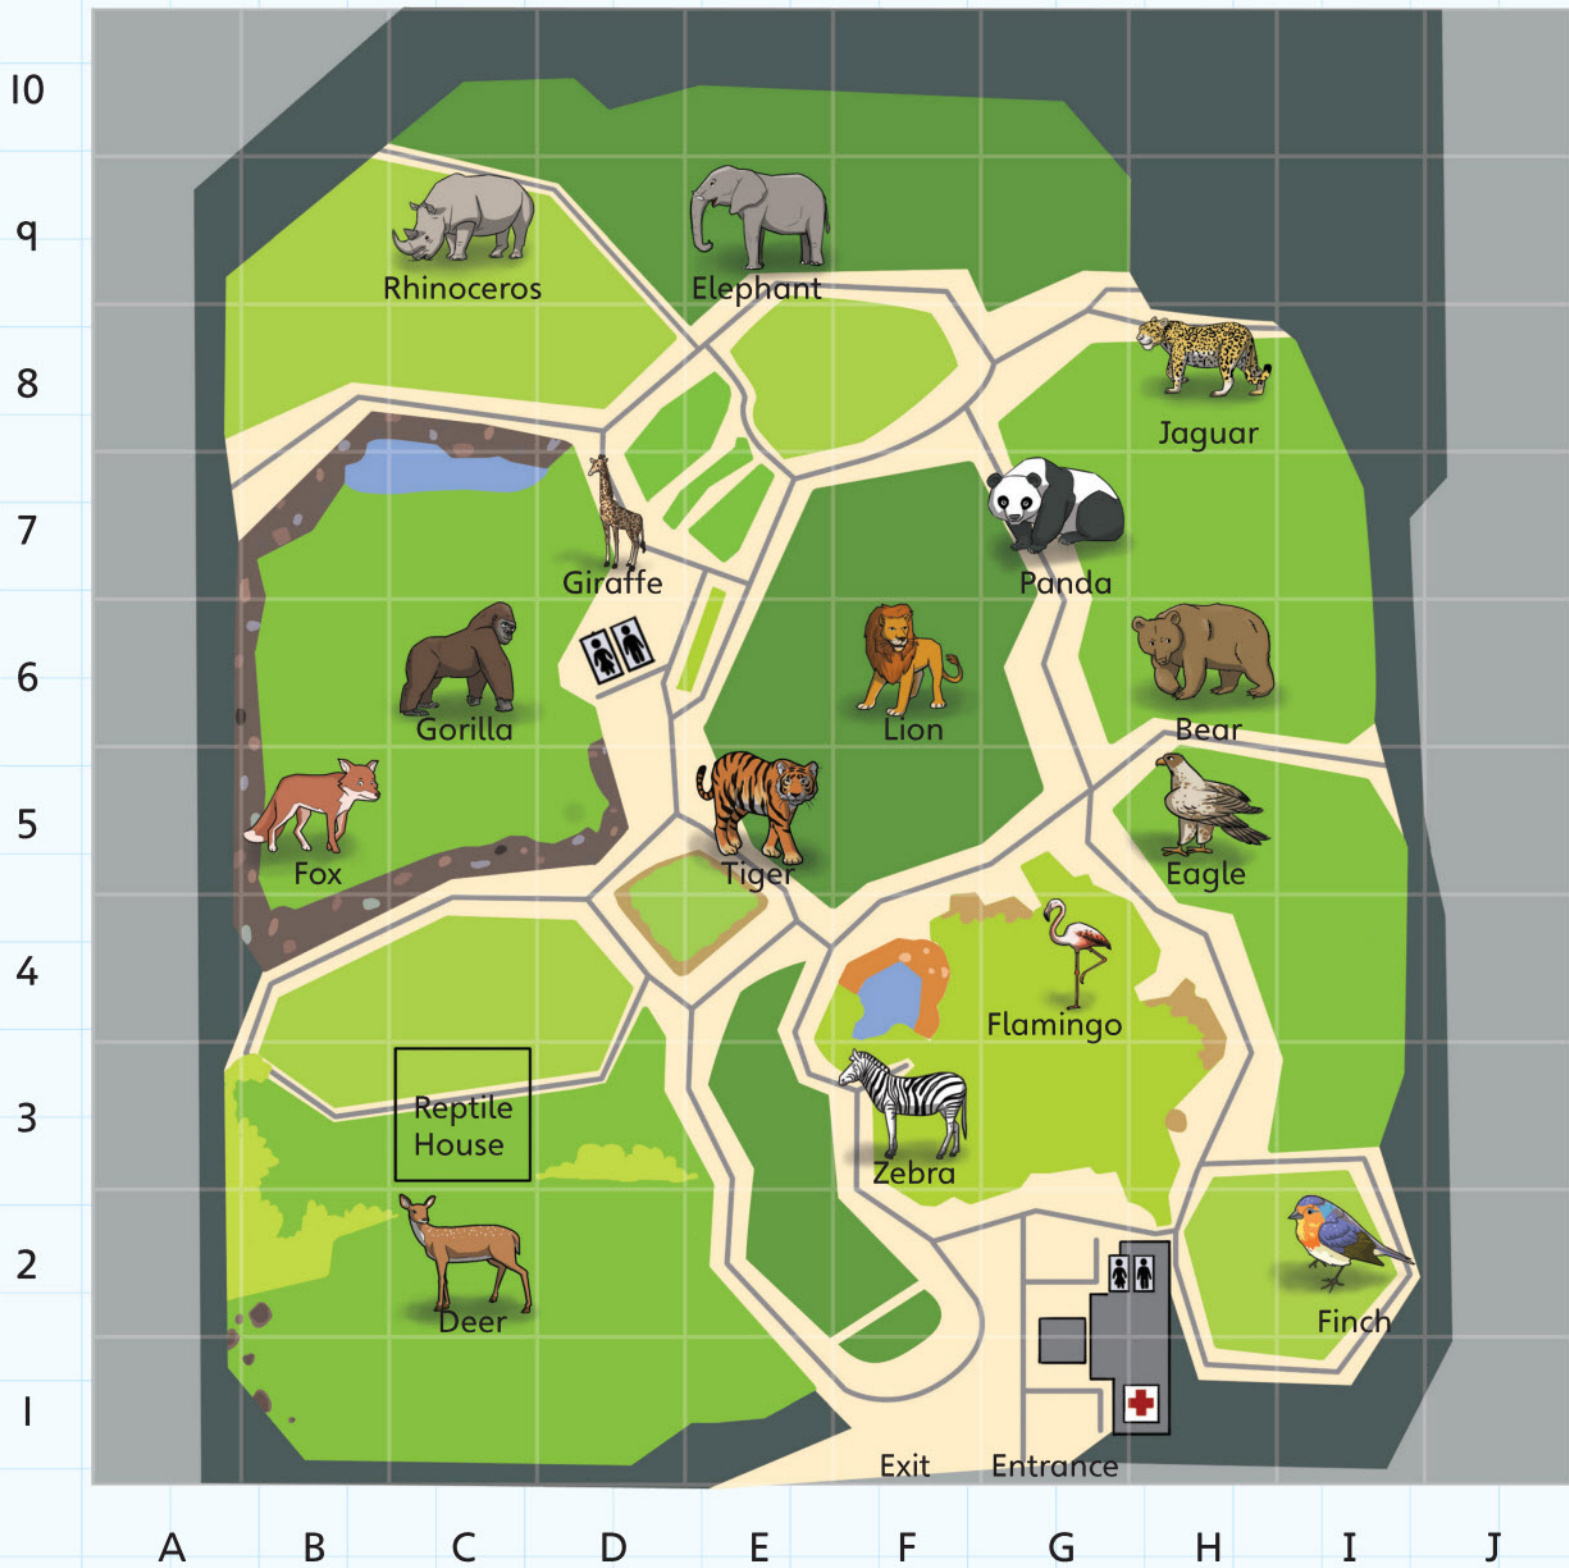 10
9
Rhinoceros
Elephant
8
Jaguar
7
Giraffe
Panda
6
Gorilla
Lion
Bear
5
Fox
Tiger
Eagle
4
Flamingo
3
Reptile
House
Zebra
2
Deer
Finch
1
Exit
Entrance
A B C D E F G H I J